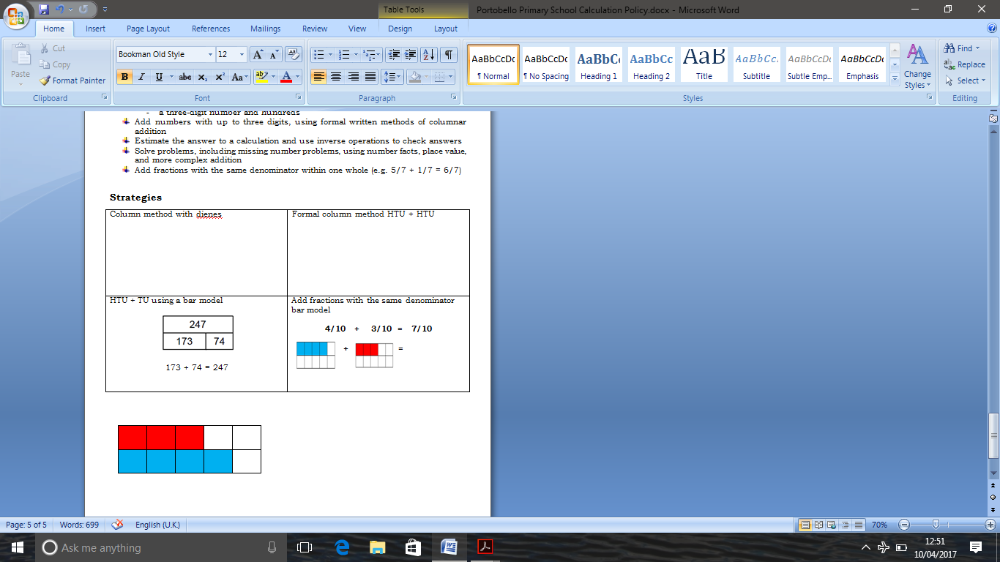 Table Tools
Portobello Primary School Calculation Policy.docx - Microsoft Word
Home Insert Page Layout References Mailings Review View Design Layout
Paste
Cut
Copy
Format Painter
Clipboard
Bookman Old Style 12
B I U abc x₂ x² Aa
Font
Paragraph
AaBbCcDc AaBbCcDc AaBbC AaBbCc AaB AaBbCc. AaBbCcDc AaBbCcDc
¶ Normal ¶ No Spacing Heading 1 Heading 2 Title Subtitle Subtle Emp... Emphasis
Change Styles
Styles
Find
Replace
Select
Editing
- a three-digit number and hundreds
Add numbers with up to three digits, using formal written methods of columnar
addition
Estimate the answer to a calculation and use inverse operations to check answers
Solve problems, including missing number problems, using number facts, place value,
and more complex addition
Add fractions with the same denominator within one whole (e.g. 5/7 + 1/7 = 6/7)
Strategies
Column method with dienes
Formal column method HTU + HTU
HTU + TU using a bar model
247
173 74
173 + 74 = 247
Add fractions with the same denominator
bar model
4/10 + 3/10 = 7/10
+ =
Page: 5 of 5 Words: 699 English (U.K.) 70%
Ask me anything
12:51
10/04/2017